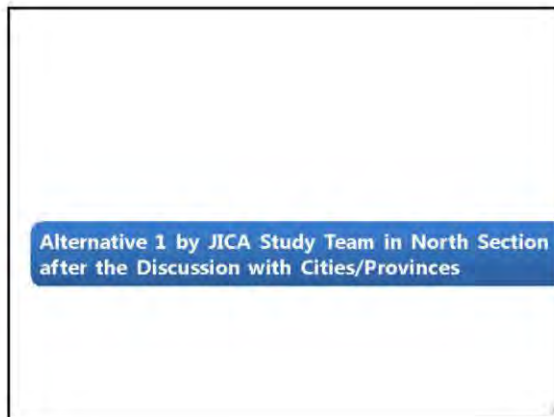 Alternative 1 by JICA Study Team in North Section
after the Discussion with Cities/Provinces